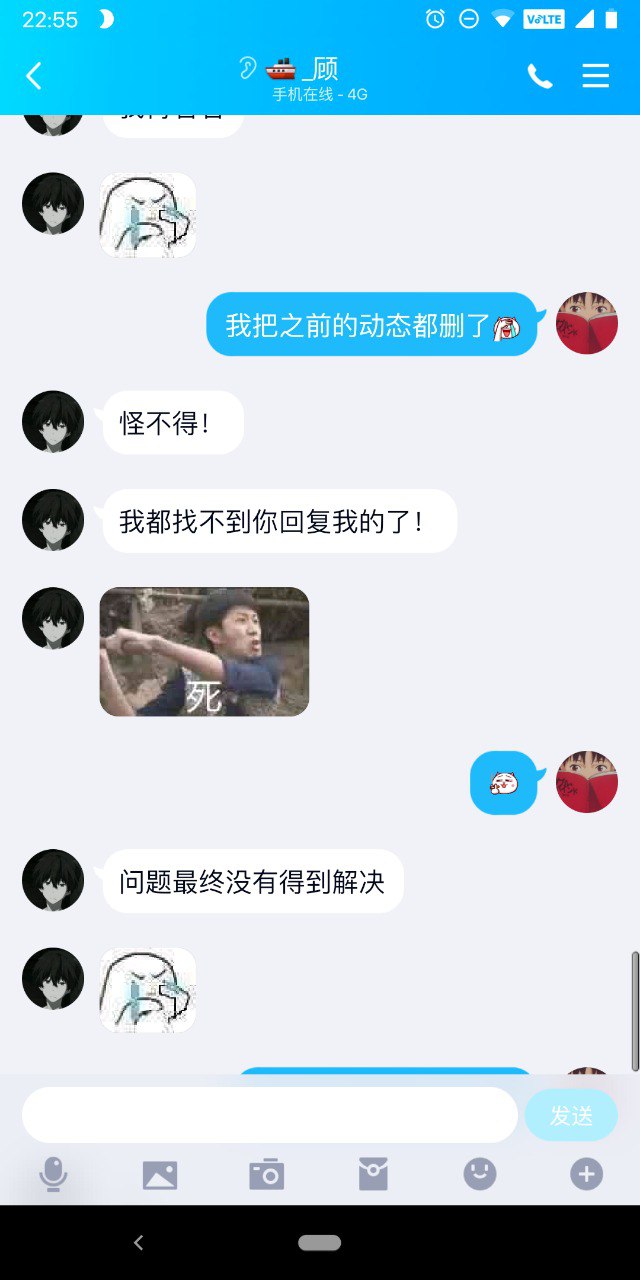 22:55
VoLTE
_顾
手机在线 - 4G
我把之前的动态都删了
怪不得！
我都找不到你回复我的了！
死
问题最终没有得到解决
发送